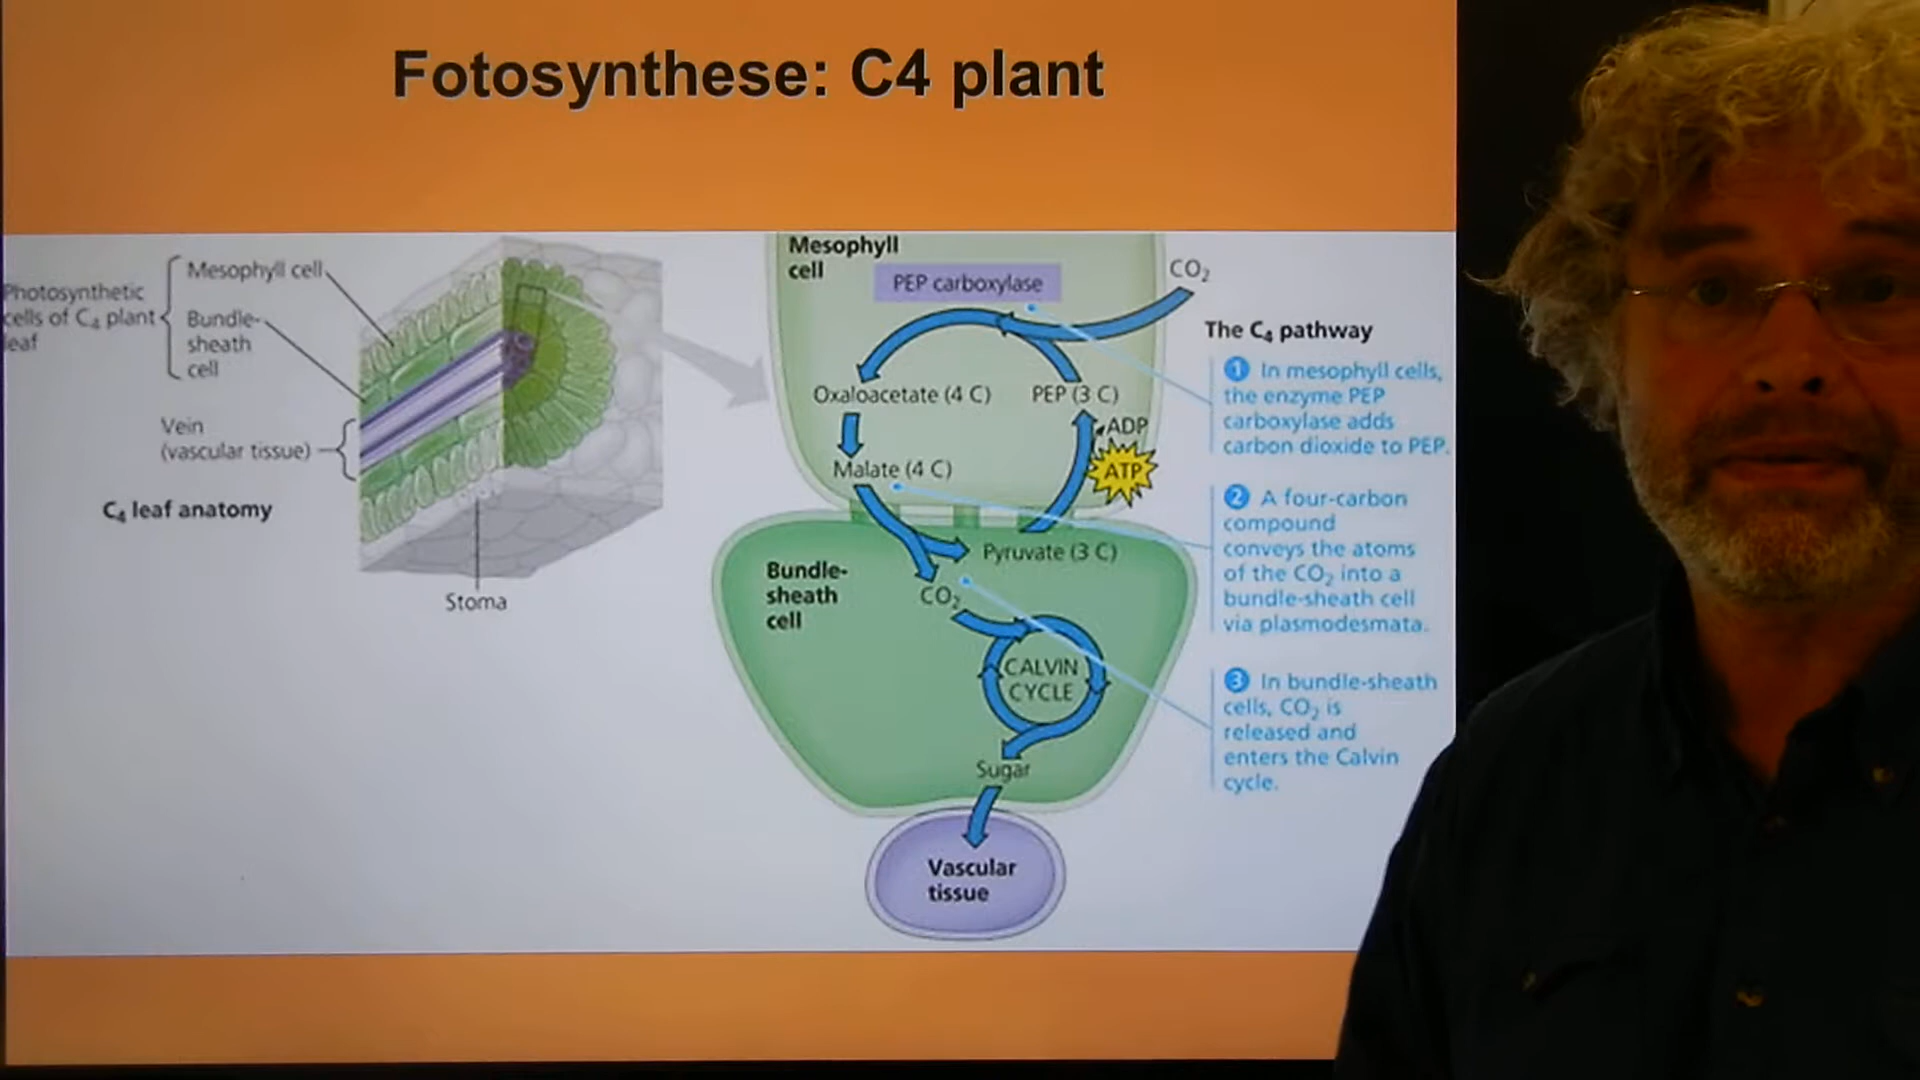 Fotosynthese: C4 plant
Photosynthetic
cells of C4 plant
leaf
Mesophyll cell
Bundle-
sheath
cell
Vein
(vascular tissue)
C4 leaf anatomy
Stoma
Mesophyll
cell
PEP carboxylase
CO2
Oxaloacetate (4 C)
PEP (3 C)
ADP
ATP
Malate (4 C)
Pyruvate (3 C)
Bundle-
sheath
cell
CO2
CALVIN
CYCLE
Sugar
Vascular
tissue
The C4 pathway
1 In mesophyll cells,
the enzyme PEP
carboxylase adds
carbon dioxide to PEP.
2 A four-carbon
compound
conveys the atoms
of the CO2 into a
bundle-sheath cell
via plasmodesmata.
3 In bundle-sheath
cells, CO2 is
released and
enters the Calvin
cycle.